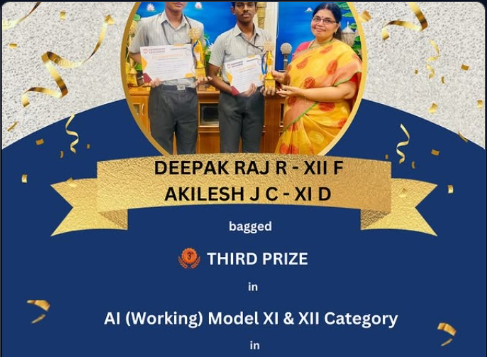 DEEPAK RAJ R - XII F
AKILESH J C - XI D
bagged
THIRD PRIZE
in
AI (Working) Model XI & XII Category
in